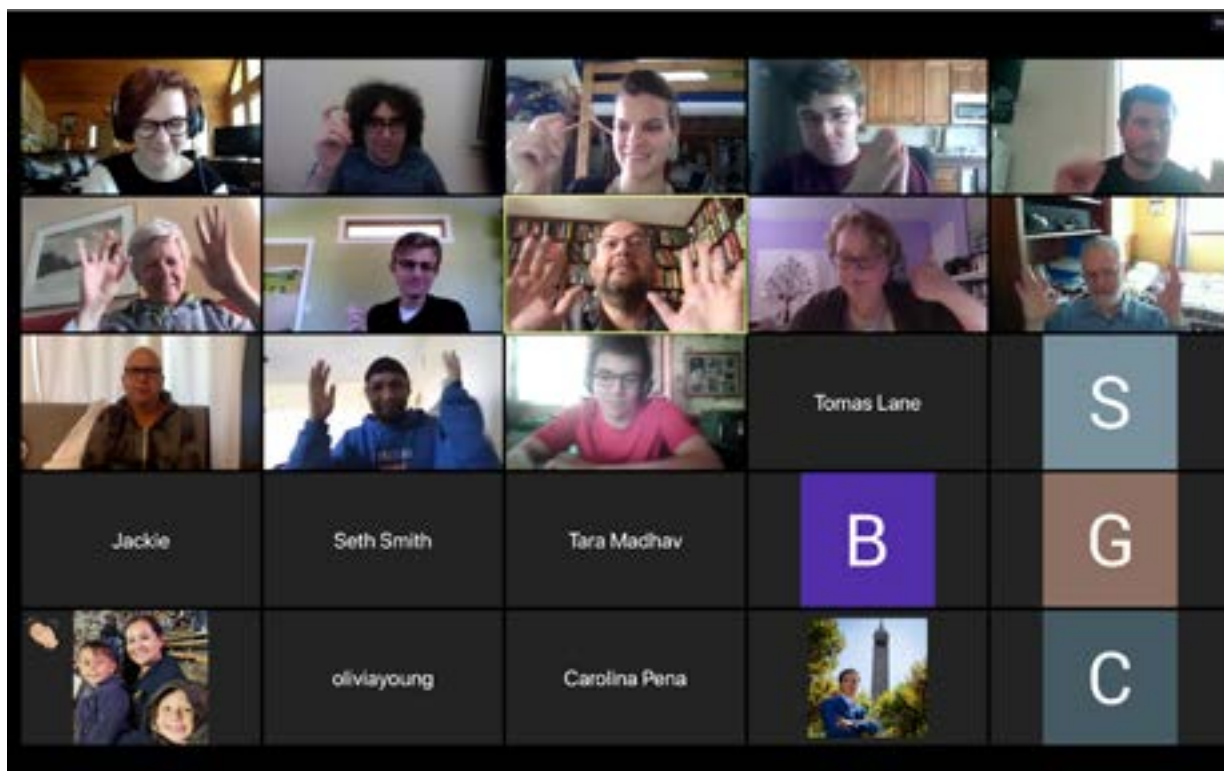 Tomas Lane
S
Jackie
Seth Smith
Tara Madhav
B
G
oliviayoung
Carolina Pena
C